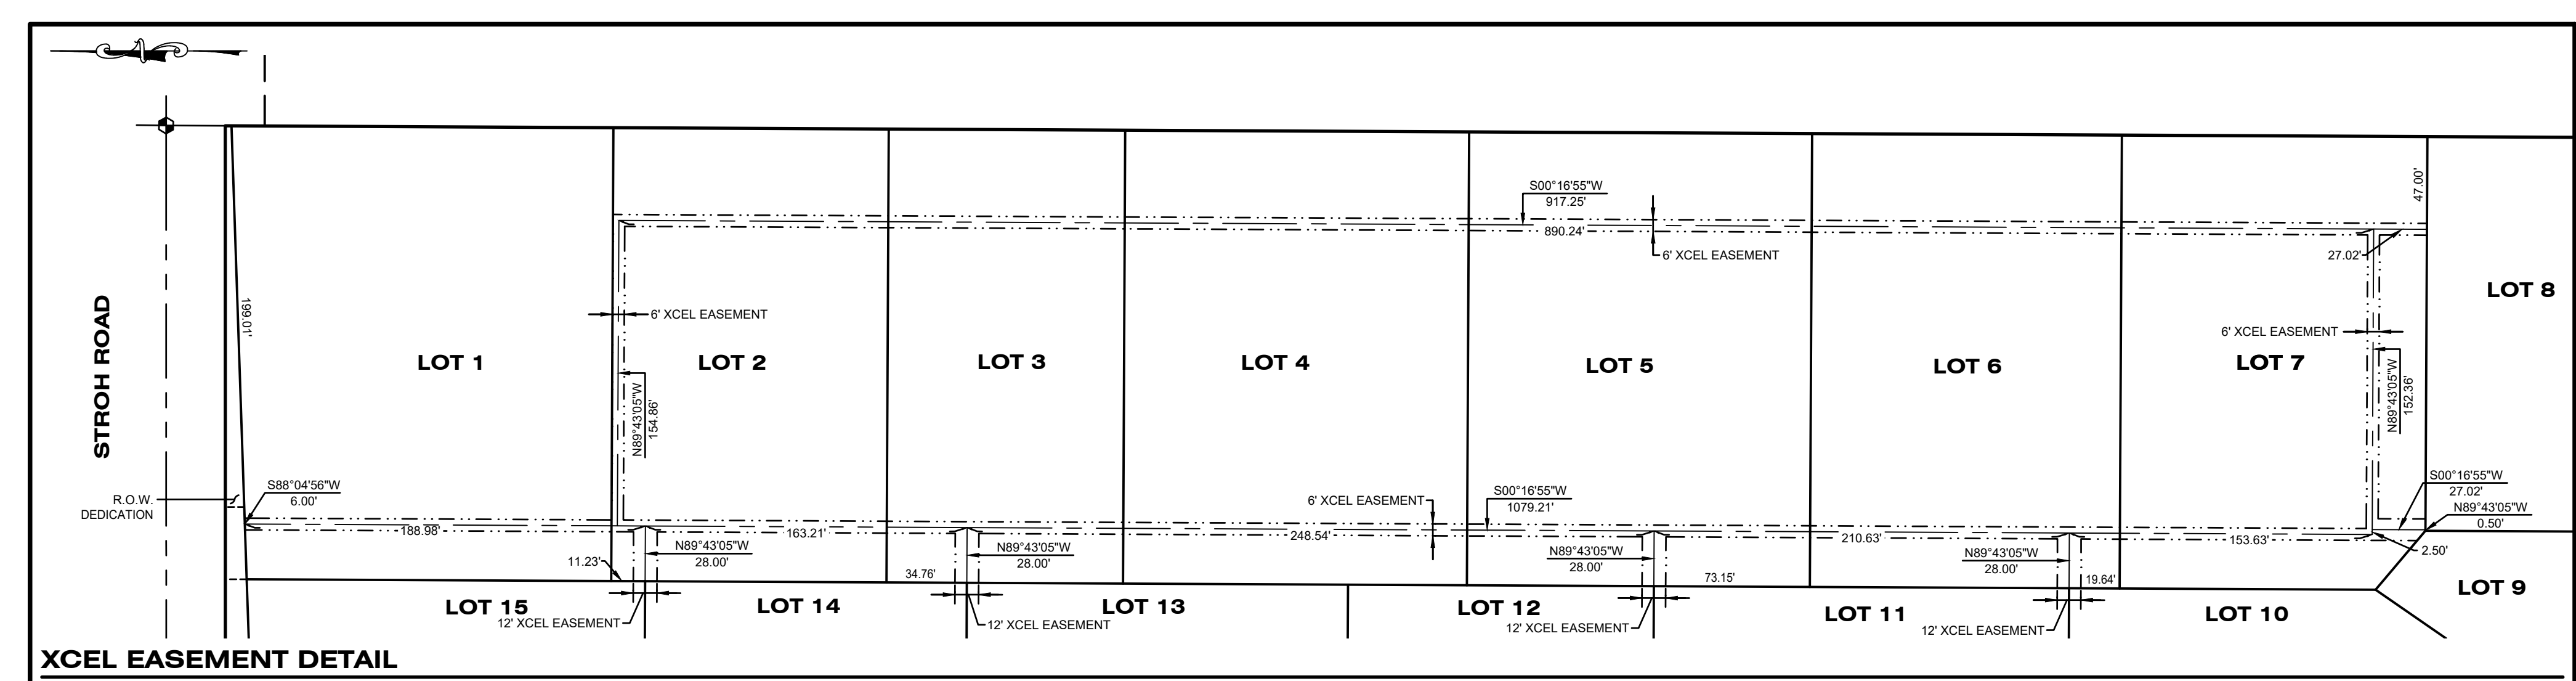 S00°16'55"W
917.25'
890.24'
6' XCEL EASEMENT
47.00'
27.02'
LOT 8
STROH ROAD
199.01'
6' XCEL EASEMENT
6' XCEL EASEMENT
LOT 1
LOT 2
LOT 3
LOT 4
LOT 5
LOT 6
LOT 7
N89°43'05"W
154.86'
N89°43'05"W
152.36'
R.O.W.
DEDICATION
S88°04'56"W
6.00'
188.98'
11.23'
N89°43'05"W
28.00'
163.21'
34.76'
N89°43'05"W
28.00'
6' XCEL EASEMENT
248.54'
S00°16'55"W
1079.21'
N89°43'05"W
28.00'
73.15'
210.63'
N89°43'05"W
28.00'
19.64'
153.63'
S00°16'55"W
27.02'
N89°43'05"W
0.50'
2.50'
LOT 15
LOT 14
LOT 13
LOT 12
LOT 11
LOT 10
LOT 9
12' XCEL EASEMENT
12' XCEL EASEMENT
12' XCEL EASEMENT
12' XCEL EASEMENT
XCEL EASEMENT DETAIL